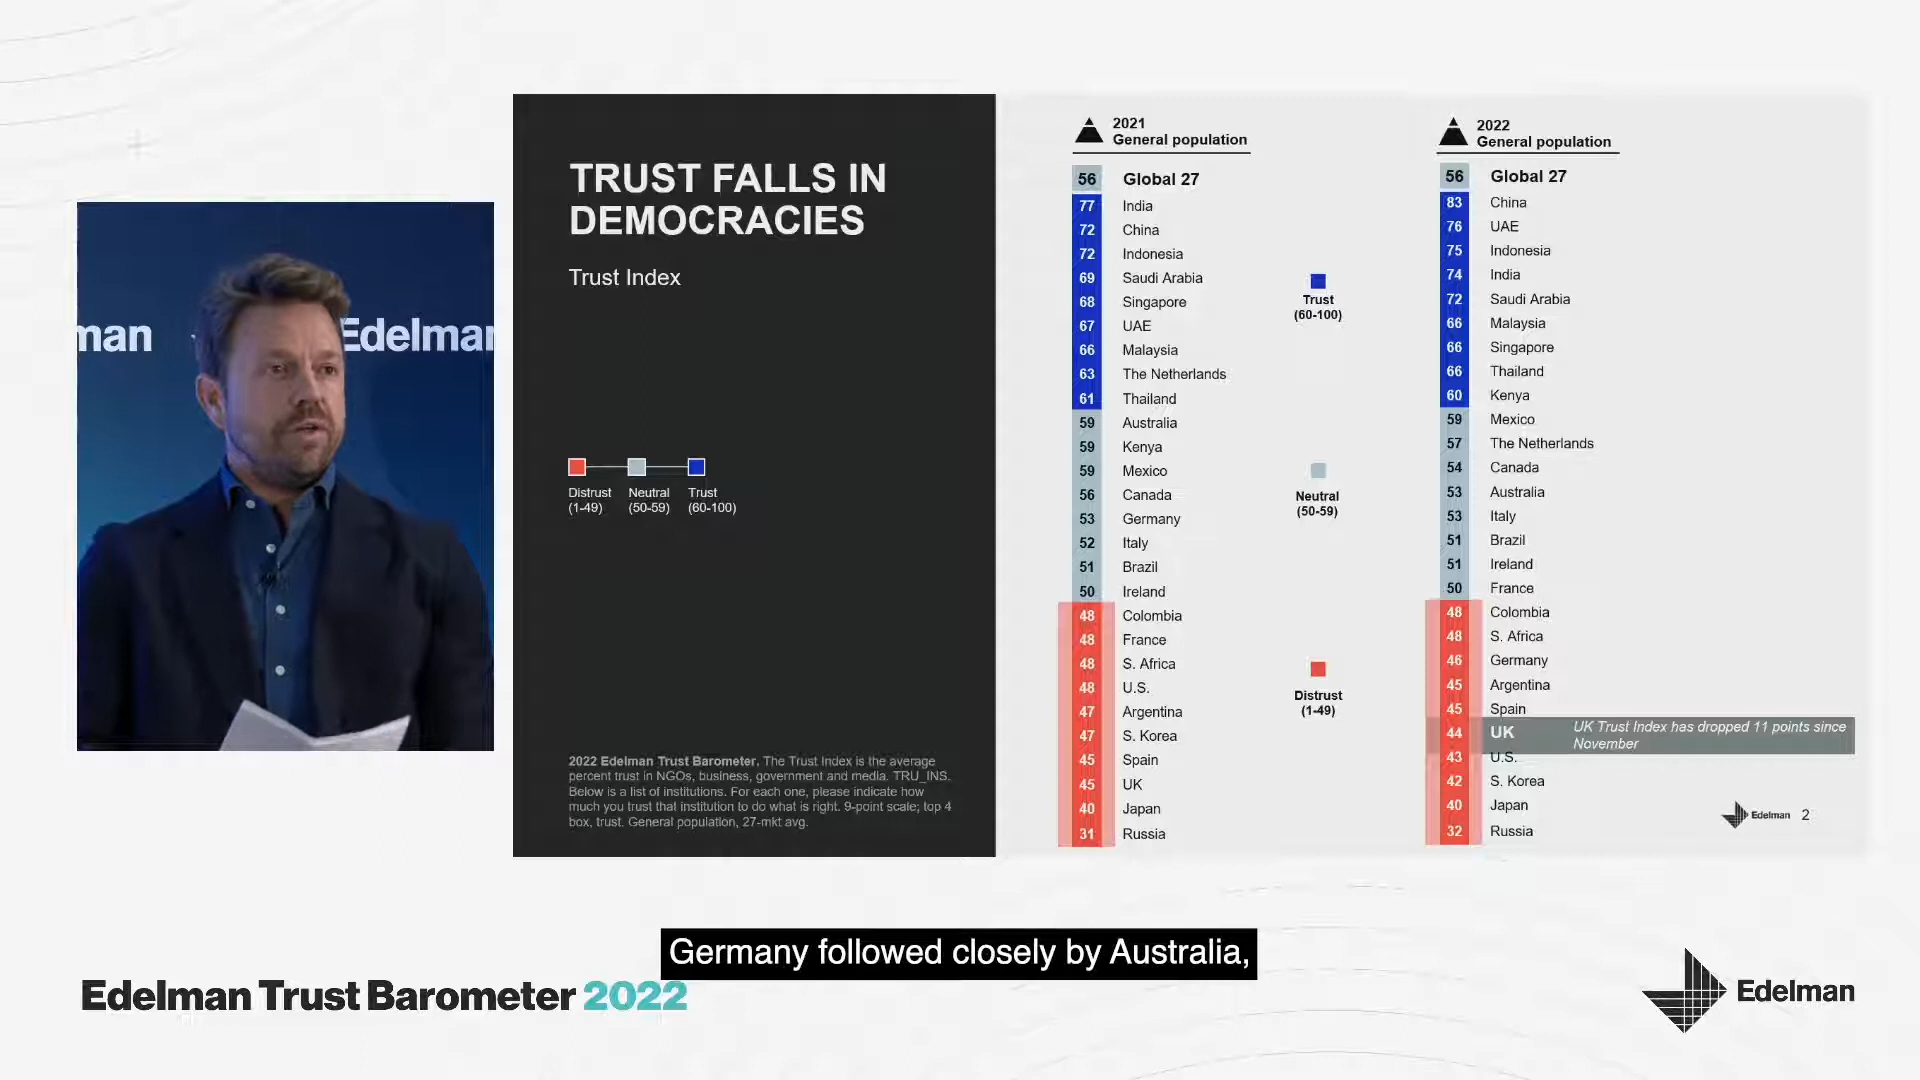 man
Edelman
TRUST FALLS IN
DEMOCRACIES
Trust Index
Distrust
(1-49)
Neutral
(50-59)
Trust
(60-100)
2022 Edelman Trust Barometer. The Trust Index is the average
percent trust in NGOs, business, government and media. TRU_INS.
Below is a list of institutions. For each one, please indicate how
much you trust that institution to do what is right. 9-point scale; top 4
box, trust. General population, 27-mkt avg.
2021
General population
56 Global 27
77 India
72 China
72 Indonesia
69 Saudi Arabia
68 Singapore
67 UAE
66 Malaysia
63 The Netherlands
61 Thailand
59 Australia
59 Kenya
59 Mexico
56 Canada
53 Germany
52 Italy
51 Brazil
50 Ireland
48 Colombia
48 France
48 S. Africa
48 U.S.
47 Argentina
47 S. Korea
45 Spain
45 UK
40 Japan
31 Russia
Trust
(60-100)
Neutral
(50-59)
Distrust
(1-49)
2022
General population
56 Global 27
83 China
76 UAE
75 Indonesia
74 India
72 Saudi Arabia
66 Malaysia
66 Singapore
66 Thailand
60 Kenya
59 Mexico
57 The Netherlands
54 Canada
53 Australia
53 Italy
51 Brazil
51 Ireland
50 France
48 Colombia
48 S. Africa
46 Germany
45 Argentina
45 Spain
44 UK
UK Trust Index has dropped 11 points since
November
43 U.S.
42 S. Korea
40 Japan
32 Russia
Edelman 2
Germany followed closely by Australia,
Edelman Trust Barometer 2022
Edelman